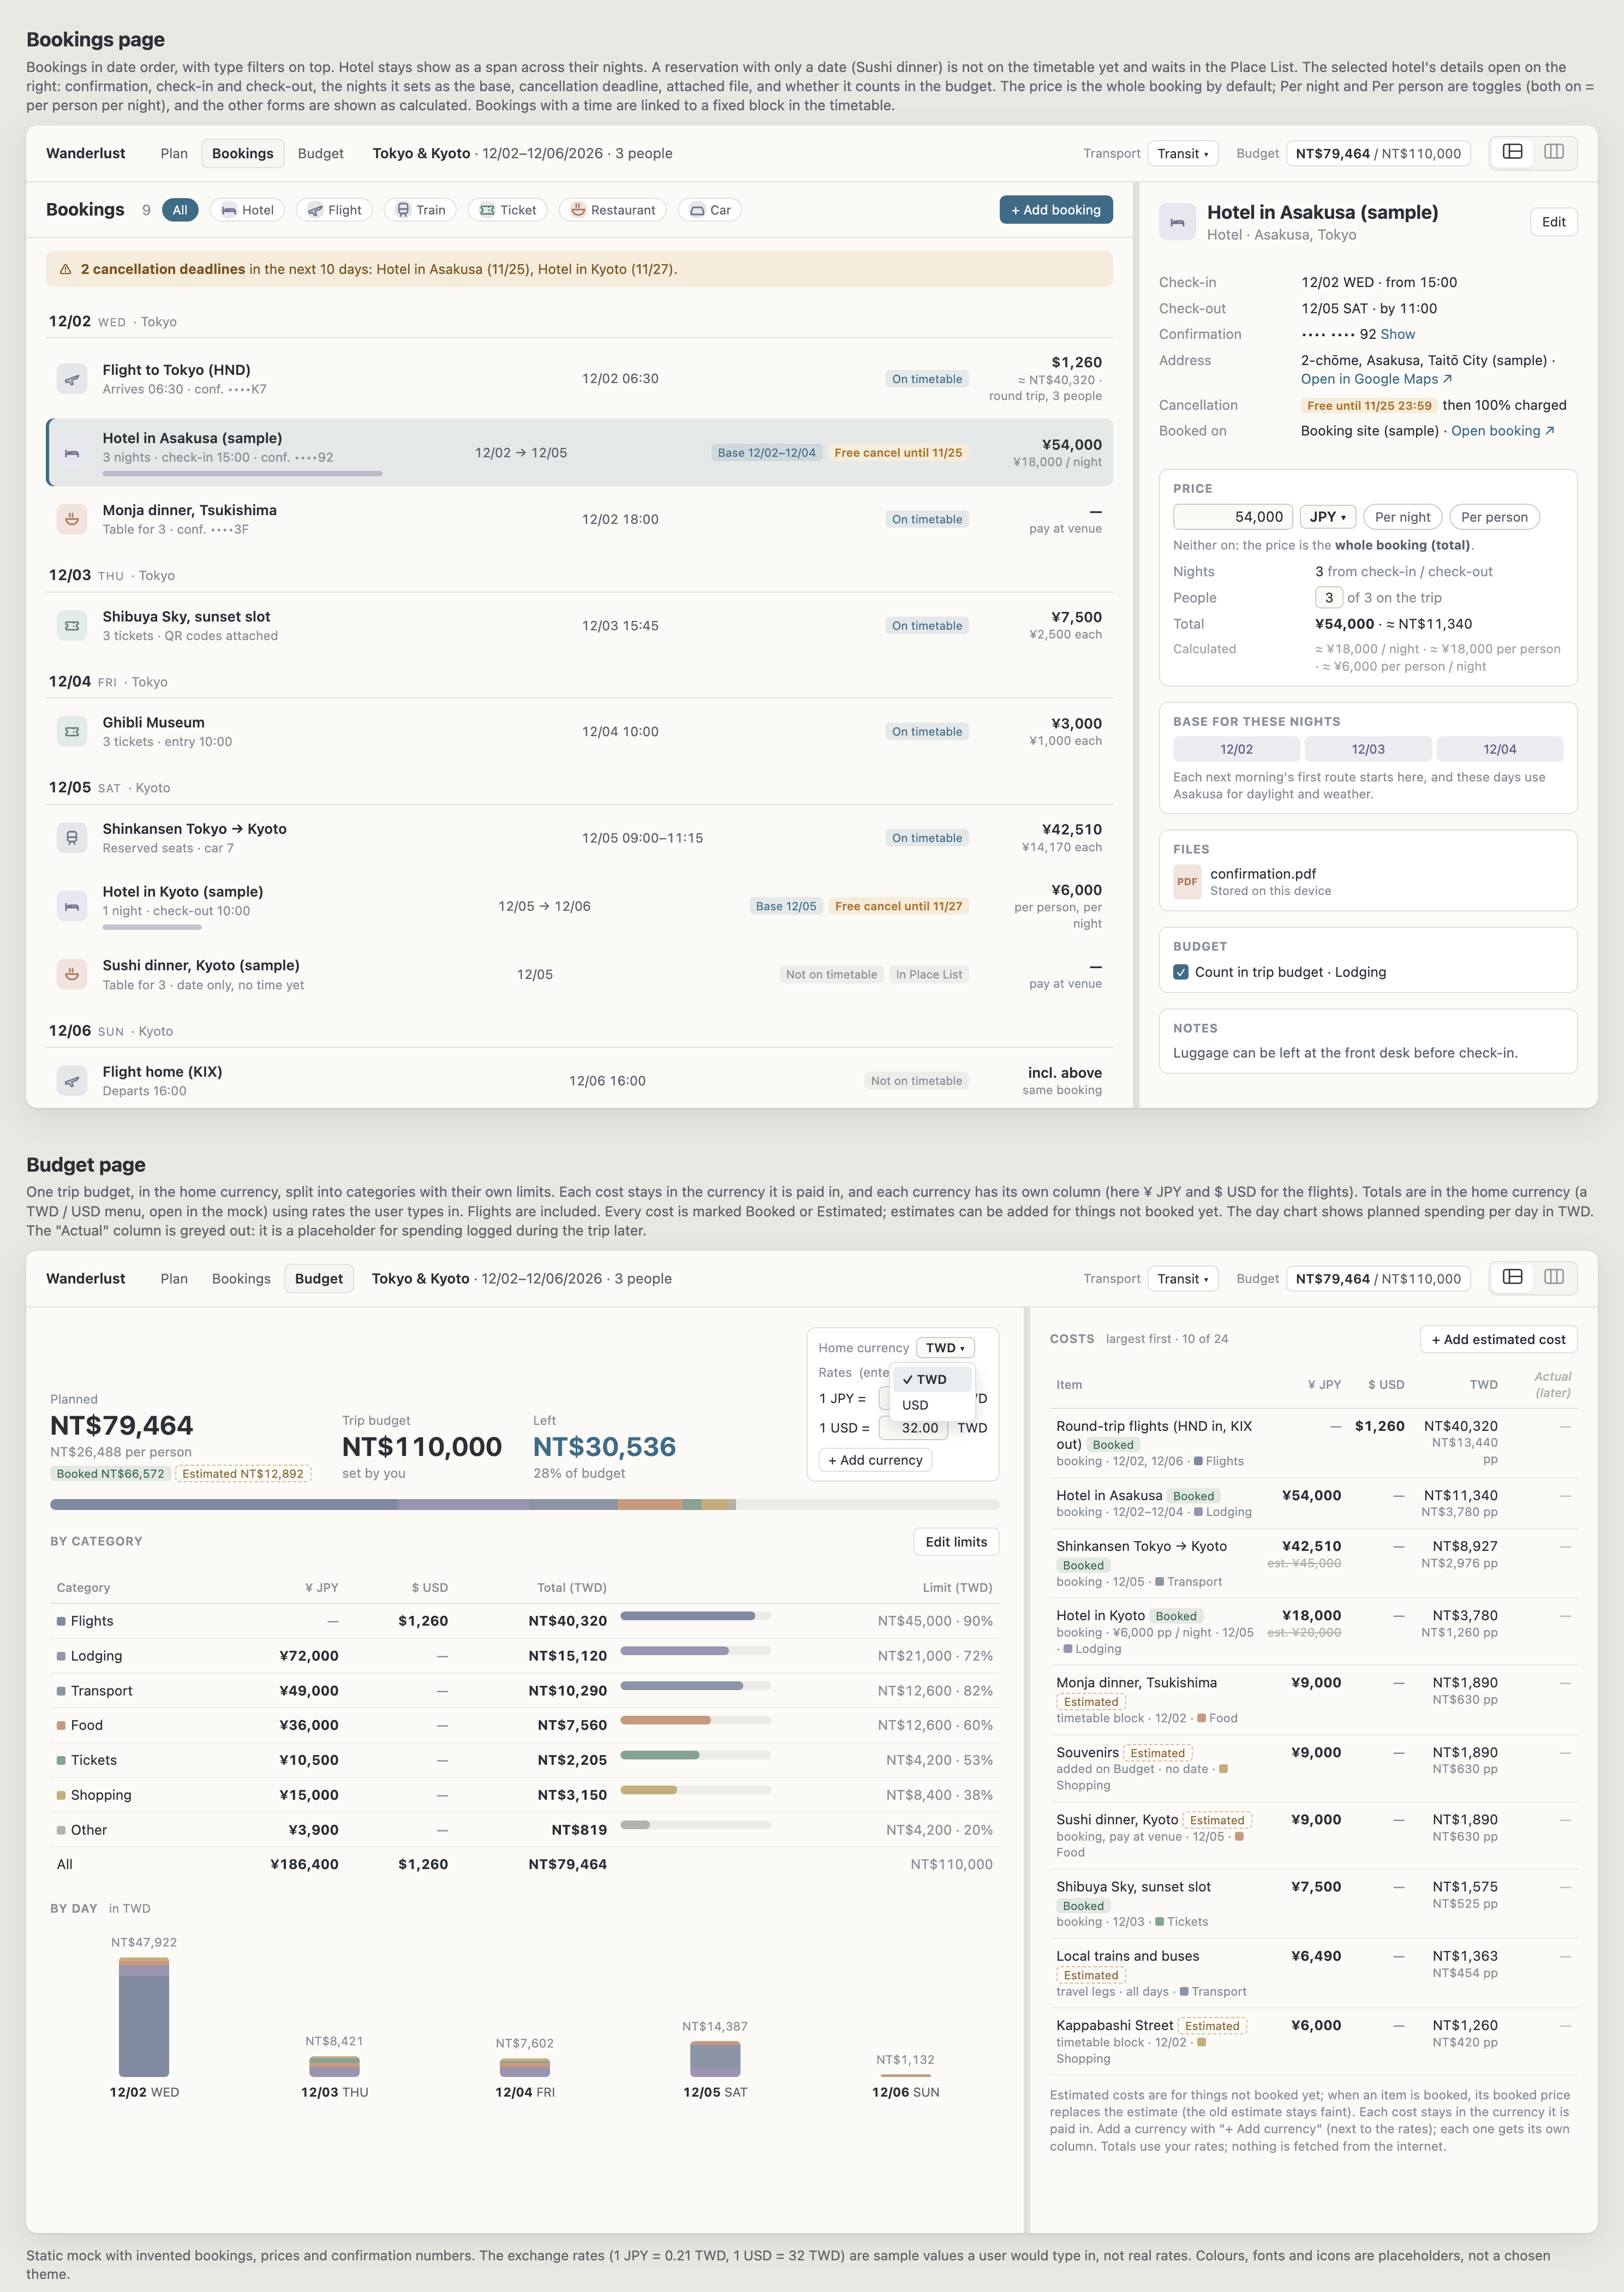 Bookings page
Bookings in date order, with type filters on top. Hotel stays show as a span across their nights. A reservation with only a date (Sushi dinner) is not on the timetable yet and waits in the Place List. The selected hotel's details open on the
right: confirmation, check-in and check-out, the nights it sets as the base, cancellation deadline, attached file, and whether it counts in the budget. The price is the whole booking by default; Per night and Per person are toggles (both on =
per person per night), and the other forms are shown as calculated. Bookings with a time are linked to a fixed block in the timetable.
Wanderlust Plan Bookings Budget Tokyo & Kyoto · 12/02–12/06/2026 · 3 people Transport Transit ▾ Budget NT$79,464 / NT$110,000
Bookings 9 All Hotel Flight Train Ticket Restaurant Car + Add booking
⚠ 2 cancellation deadlines in the next 10 days: Hotel in Asakusa (11/25), Hotel in Kyoto (11/27).
12/02 WED · Tokyo
Flight to Tokyo (HND)
Arrives 06:30 · conf. ••••K7
12/02 06:30
On timetable
$1,260
≈ NT$40,320 ·
round trip, 3 people
Hotel in Asakusa (sample)
3 nights · check-in 15:00 · conf. ••••92
12/02 → 12/05
Base 12/02–12/04 Free cancel until 11/25
¥54,000
¥18,000 / night
Monja dinner, Tsukishima
Table for 3 · conf. ••••3F
12/02 18:00
On timetable
—
pay at venue
12/03 THU · Tokyo
Shibuya Sky, sunset slot
3 tickets · QR codes attached
12/03 15:45
On timetable
¥7,500
¥2,500 each
12/04 FRI · Tokyo
Ghibli Museum
3 tickets · entry 10:00
12/04 10:00
On timetable
¥3,000
¥1,000 each
12/05 SAT · Kyoto
Shinkansen Tokyo → Kyoto
Reserved seats · car 7
12/05 09:00–11:15
On timetable
¥42,510
¥14,170 each
Hotel in Kyoto (sample)
1 night · check-out 10:00
12/05 → 12/06
Base 12/05 Free cancel until 11/27
¥6,000
per person, per
night
Sushi dinner, Kyoto (sample)
Table for 3 · date only, no time yet
12/05
Not on timetable In Place List
—
pay at venue
12/06 SUN · Kyoto
Flight home (KIX)
Departs 16:00
12/06 16:00
Not on timetable
incl. above
same booking
Hotel in Asakusa (sample)
Hotel · Asakusa, Tokyo
Edit
Check-in 12/02 WED · from 15:00
Check-out 12/05 SAT · by 11:00
Confirmation •••• •••• 92 Show
Address 2-chōme, Asakusa, Taitō City (sample) ·
Open in Google Maps ↗
Cancellation Free until 11/25 23:59 then 100% charged
Booked on Booking site (sample) · Open booking ↗
PRICE
54,000 JPY ▾ Per night Per person
Neither on: the price is the whole booking (total).
Nights 3 from check-in / check-out
People 3 of 3 on the trip
Total ¥54,000 · ≈ NT$11,340
Calculated ≈ ¥18,000 / night · ≈ ¥18,000 per person
· ≈ ¥6,000 per person / night
BASE FOR THESE NIGHTS
12/02 12/03 12/04
Each next morning's first route starts here, and these days use
Asakusa for daylight and weather.
FILES
PDF confirmation.pdf
Stored on this device
BUDGET
Count in trip budget · Lodging
NOTES
Luggage can be left at the front desk before check-in.
Budget page
One trip budget, in the home currency, split into categories with their own limits. Each cost stays in the currency it is paid in, and each currency has its own column (here ¥ JPY and $ USD for the flights). Totals are in the home currency (a
TWD / USD menu, open in the mock) using rates the user types in. Flights are included. Every cost is marked Booked or Estimated; estimates can be added for things not booked yet. The day chart shows planned spending per day in TWD.
The "Actual" column is greyed out: it is a placeholder for spending logged during the trip later.
Wanderlust Plan Bookings Budget Tokyo & Kyoto · 12/02–12/06/2026 · 3 people Transport Transit ▾ Budget NT$79,464 / NT$110,000
Planned
NT$79,464
NT$26,488 per person
Booked NT$66,572 Estimated NT$12,892
Trip budget
NT$110,000
set by you
Left
NT$30,536
28% of budget
Home currency TWD ▾
Rates (ente
✓ TWD
USD
1 JPY = D
1 USD = 32.00 TWD
+ Add currency
BY CATEGORY Edit limits
Category ¥ JPY $ USD Total (TWD) Limit (TWD)
Flights — $1,260 NT$40,320 NT$45,000 · 90%
Lodging ¥72,000 — NT$15,120 NT$21,000 · 72%
Transport ¥49,000 — NT$10,290 NT$12,600 · 82%
Food ¥36,000 — NT$7,560 NT$12,600 · 60%
Tickets ¥10,500 — NT$2,205 NT$4,200 · 53%
Shopping ¥15,000 — NT$3,150 NT$8,400 · 38%
Other ¥3,900 — NT$819 NT$4,200 · 20%
All ¥186,400 $1,260 NT$79,464 NT$110,000
BY DAY in TWD
NT$47,922
NT$8,421
NT$7,602
NT$14,387
NT$1,132
12/02 WED 12/03 THU 12/04 FRI 12/05 SAT 12/06 SUN
COSTS largest first · 10 of 24 + Add estimated cost
Item ¥ JPY $ USD TWD Actual
(later)
Round-trip flights (HND in, KIX — $1,260 NT$40,320 —
out) Booked NT$13,440
pp
booking · 12/02, 12/06 · Flights
Hotel in Asakusa Booked ¥54,000 — NT$11,340 —
booking · 12/02–12/04 · Lodging NT$3,780 pp
Shinkansen Tokyo → Kyoto ¥42,510 — NT$8,927 —
Booked est. ¥45,000 NT$2,976 pp
booking · 12/05 · Transport
Hotel in Kyoto Booked ¥18,000 — NT$3,780 —
booking · ¥6,000 pp / night · 12/05 est. ¥20,000 NT$1,260 pp
· Lodging
Monja dinner, Tsukishima ¥9,000 — NT$1,890 —
Estimated NT$630 pp
timetable block · 12/02 · Food
Souvenirs Estimated ¥9,000 — NT$1,890 —
added on Budget · no date · NT$630 pp
Shopping
Sushi dinner, Kyoto Estimated ¥9,000 — NT$1,890 —
booking, pay at venue · 12/05 · NT$630 pp
Food
Shibuya Sky, sunset slot ¥7,500 — NT$1,575 —
Booked NT$525 pp
booking · 12/03 · Tickets
Local trains and buses ¥6,490 — NT$1,363 —
Estimated NT$454 pp
travel legs · all days · Transport
Kappabashi Street Estimated ¥6,000 — NT$1,260 —
timetable block · 12/02 · NT$420 pp
Shopping
Estimated costs are for things not booked yet; when an item is booked, its booked price
replaces the estimate (the old estimate stays faint). Each cost stays in the currency it is
paid in. Add a currency with "+ Add currency" (next to the rates); each one gets its own
column. Totals use your rates; nothing is fetched from the internet.
Static mock with invented bookings, prices and confirmation numbers. The exchange rates (1 JPY = 0.21 TWD, 1 USD = 32 TWD) are sample values a user would type in, not real rates. Colours, fonts and icons are placeholders, not a chosen
theme.